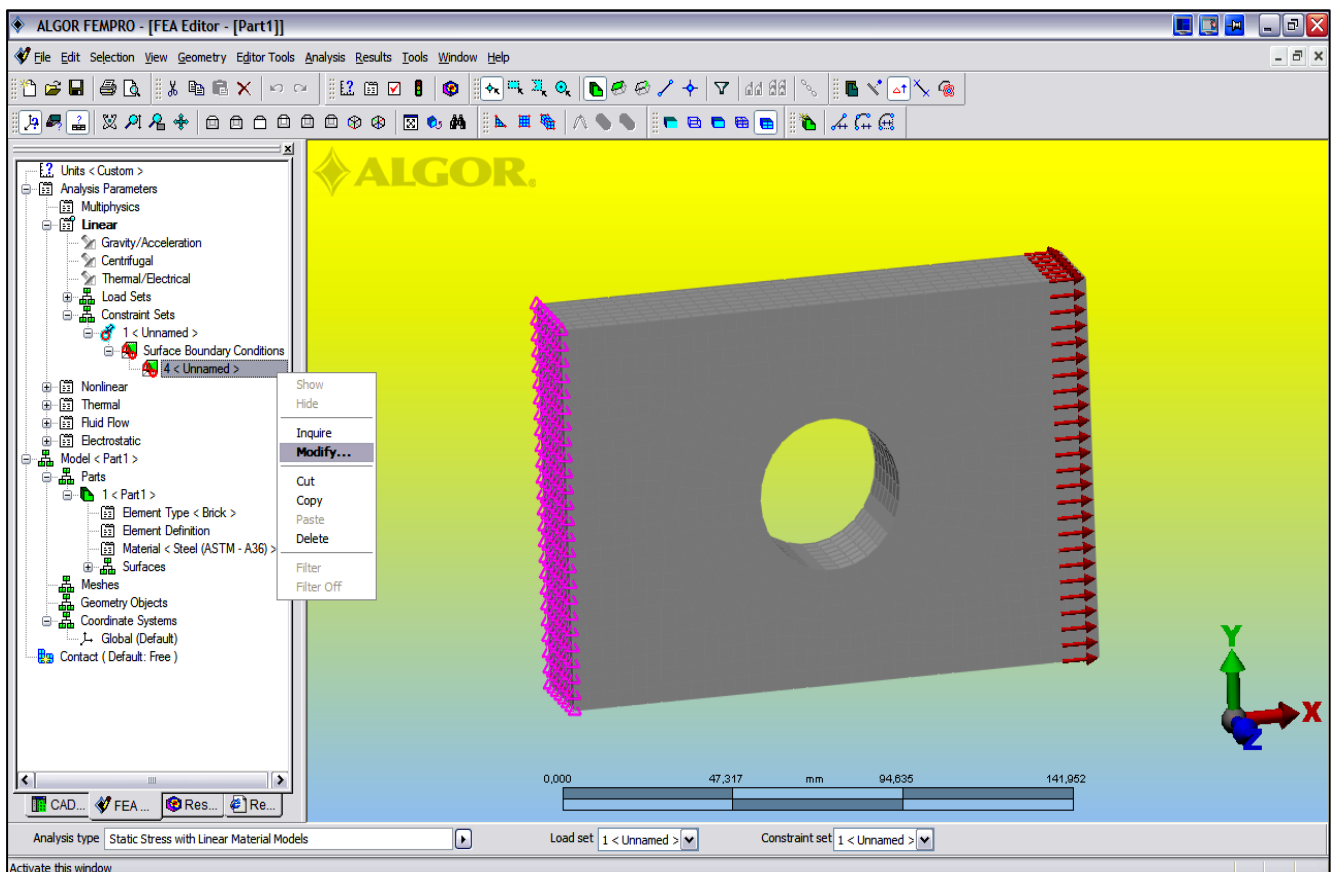 ALGOR FEMPRO - [FEA Editor - [Part1]]
File Edit Selection View Geometry Editor Tools Analysis Results Tools Window Help
Units < Custom >
Analysis Parameters
Multiphysics
Linear
Gravity/Acceleration
Centrifugal
Thermal/Electrical
Load Sets
Constraint Sets
1 < Unnamed >
Surface Boundary Conditions
4 < Unnamed >
Nonlinear
Thermal
Fluid Flow
Electrostatic
Model < Part1 >
Parts
1 < Part1 >
Element Type < Brick >
Element Definition
Material < Steel (ASTM - A36) >
Surfaces
Meshes
Geometry Objects
Coordinate Systems
Global (Default)
Contact ( Default: Free )
Show
Hide
Inquire
Modify...
Cut
Copy
Paste
Delete
Filter
Filter Off
ALGOR.
Y
X
Z
0,000 47,317 mm 94,635 141,952
CAD... FEA ... Res... Re...
Analysis type Static Stress with Linear Material Models Load set 1 < Unnamed > Constraint set 1 < Unnamed >
Activate this window